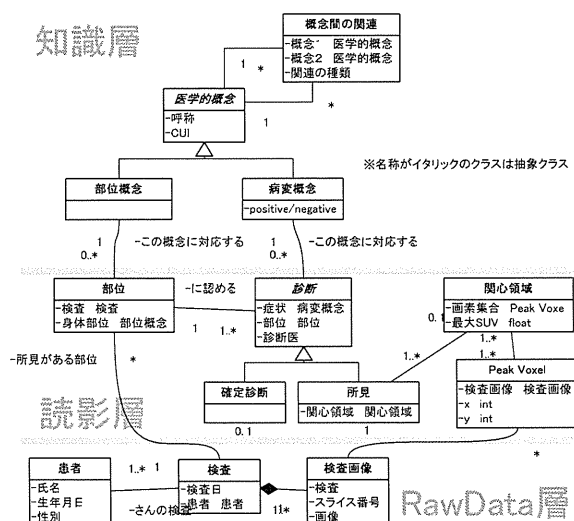 知識層
概念間の関連
-概念1 医学的概念
-概念2 医学的概念
-関連の種類
1
*
*
1
医学的概念
-呼称
-CUI
※名称がイタリックのクラスは抽象クラス
部位概念
病変概念
-positive/negative
1
-この概念に対応する
0..*
1
-この概念に対応する
0..*
部位
-検査 検査
-身体部位 部位概念
-に認める
1
1..*
診断
-症状 病変概念
-部位 部位
-診断医
関心領域
-画素集合 Peak Voxe
-最大SUV float
0..1
1..*
1..*
1..*
-所見がある部位
*
確定診断
0..1
所見
-関心領域 関心領域
1
Peak Voxel
-検査画像 検査画像
-x int
-y int
読影層
*
患者
-氏名
-生年月日
-性別
1..*
1
-さんの検査
検査
-検査日
-患者 患者
1
1..*
検査画像
-検査
-スライス番号
-画像
RawData層